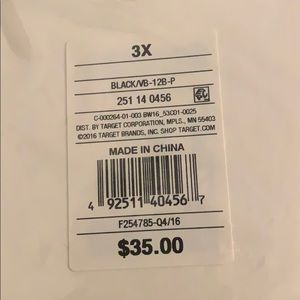 3X
BLACK/VB-12B-P
251 14 0456
C-000264-01-003 BW16_53C01-0025
DIST. BY TARGET CORPORATION, MPLS., MN 55403
©2016 TARGET BRANDS, INC. SHOP TARGET.COM
MADE IN CHINA
4 92511 40456 7
F254785-Q4/16
$35.00